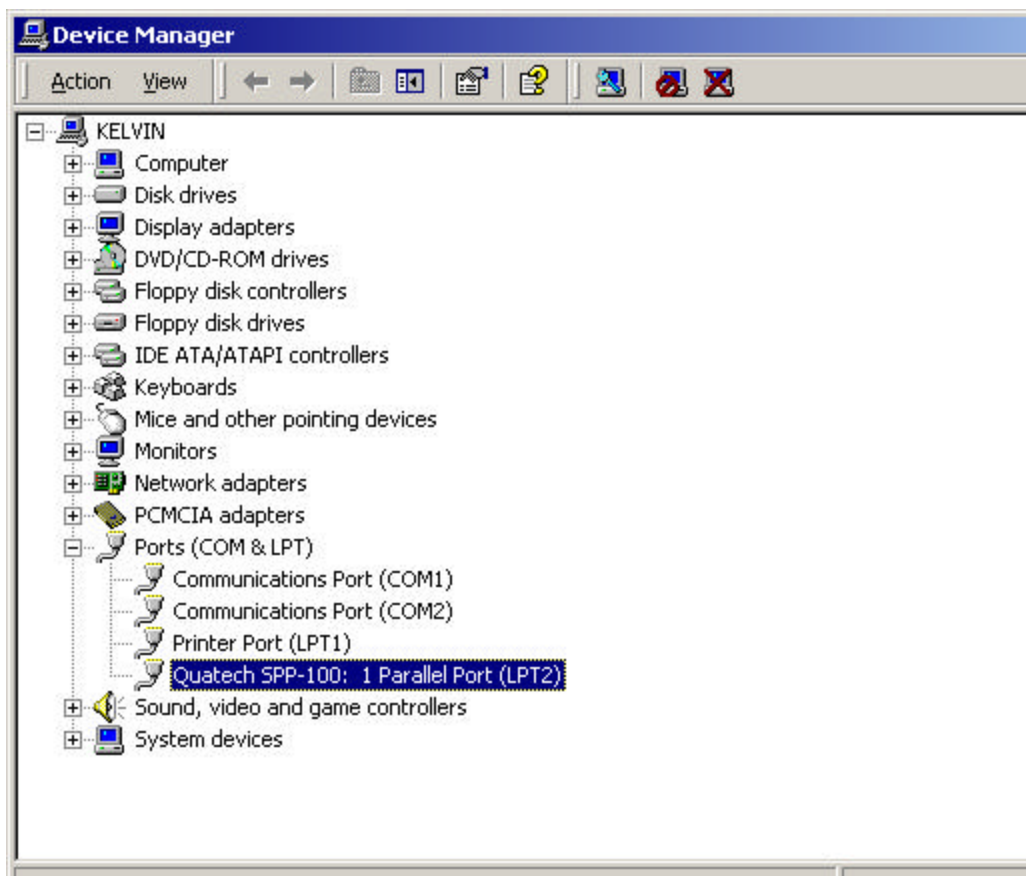 Device Manager
Action View
KELVIN
Computer
Disk drives
Display adapters
DVD/CD-ROM drives
Floppy disk controllers
Floppy disk drives
IDE ATA/ATAPI controllers
Keyboards
Mice and other pointing devices
Monitors
Network adapters
PCMCIA adapters
Ports (COM & LPT)
Communications Port (COM1)
Communications Port (COM2)
Printer Port (LPT1)
Quatech SPP-100: 1 Parallel Port (LPT2)
Sound, video and game controllers
System devices